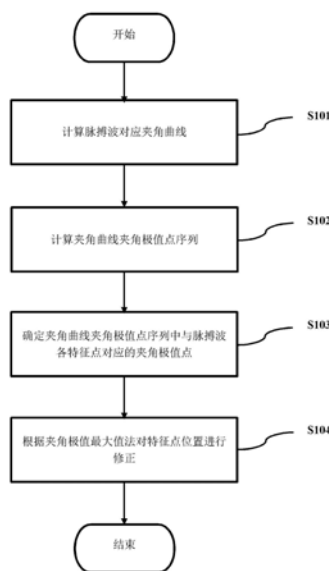 开始
S101
计算脉搏波对应夹角曲线
S102
计算夹角曲线夹角极值点序列
S103
确定夹角曲线夹角极值点序列中与脉搏波
各特征点对应的夹角极值点
S104
根据夹角极值最大值法对特征点位置进行
修正
结束